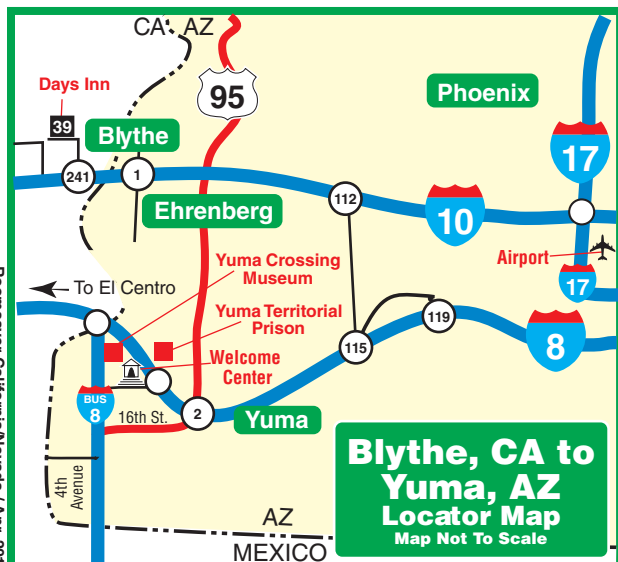 CA AZ
Days Inn
39
95
Phoenix
Blythe
17
241
1
112
Ehrenberg
10
Airport
17
Yuma Crossing
Museum
To El Centro
Yuma Territorial
Prison
119
115
8
Welcome
Center
BUS
8
16th St.
2
Yuma
4th
Avenue
Blythe, CA to
Yuma, AZ
Locator Map
Map Not To Scale
AZ
MEXICO